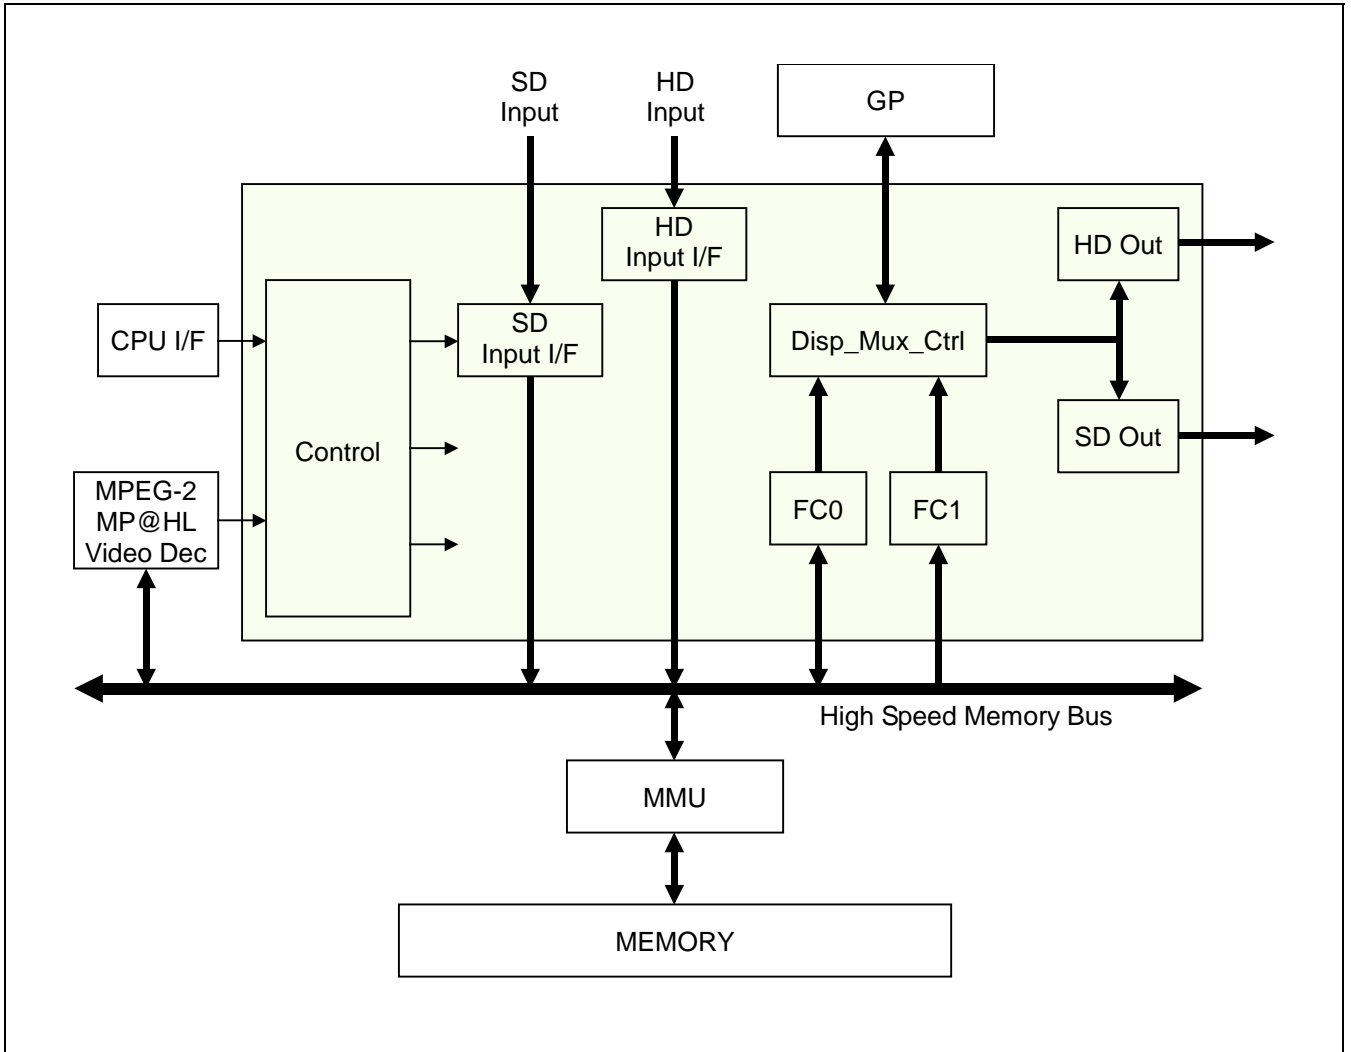 SD
Input
HD
Input
GP
HD
Input I/F
HD Out
CPU I/F
SD
Input I/F
Disp_Mux_Ctrl
Control
SD Out
MPEG-2
MP@HL
Video Dec
FC0
FC1
High Speed Memory Bus
MMU
MEMORY